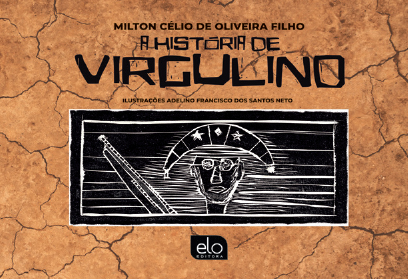 MILTON CÉLIO DE OLIVEIRA FILHO
A HISTÓRIA DE
VIRGULINO
ILUSTRAÇÕES ADELINO FRANCISCO DOS SANTOS NETO
elo
EDITORA